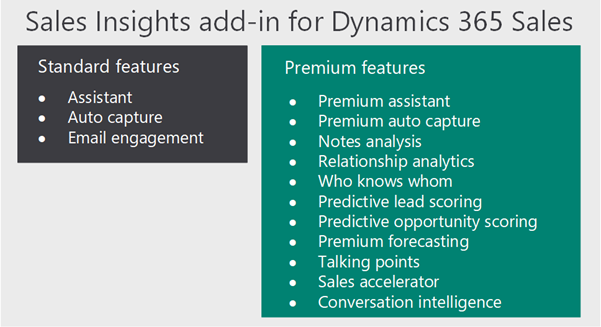 Sales Insights add-in for Dynamics 365 Sales
Standard features
● Assistant
● Auto capture
● Email engagement
Premium features
● Premium assistant
● Premium auto capture
● Notes analysis
● Relationship analytics
● Who knows whom
● Predictive lead scoring
● Predictive opportunity scoring
● Premium forecasting
● Talking points
● Sales accelerator
● Conversation intelligence